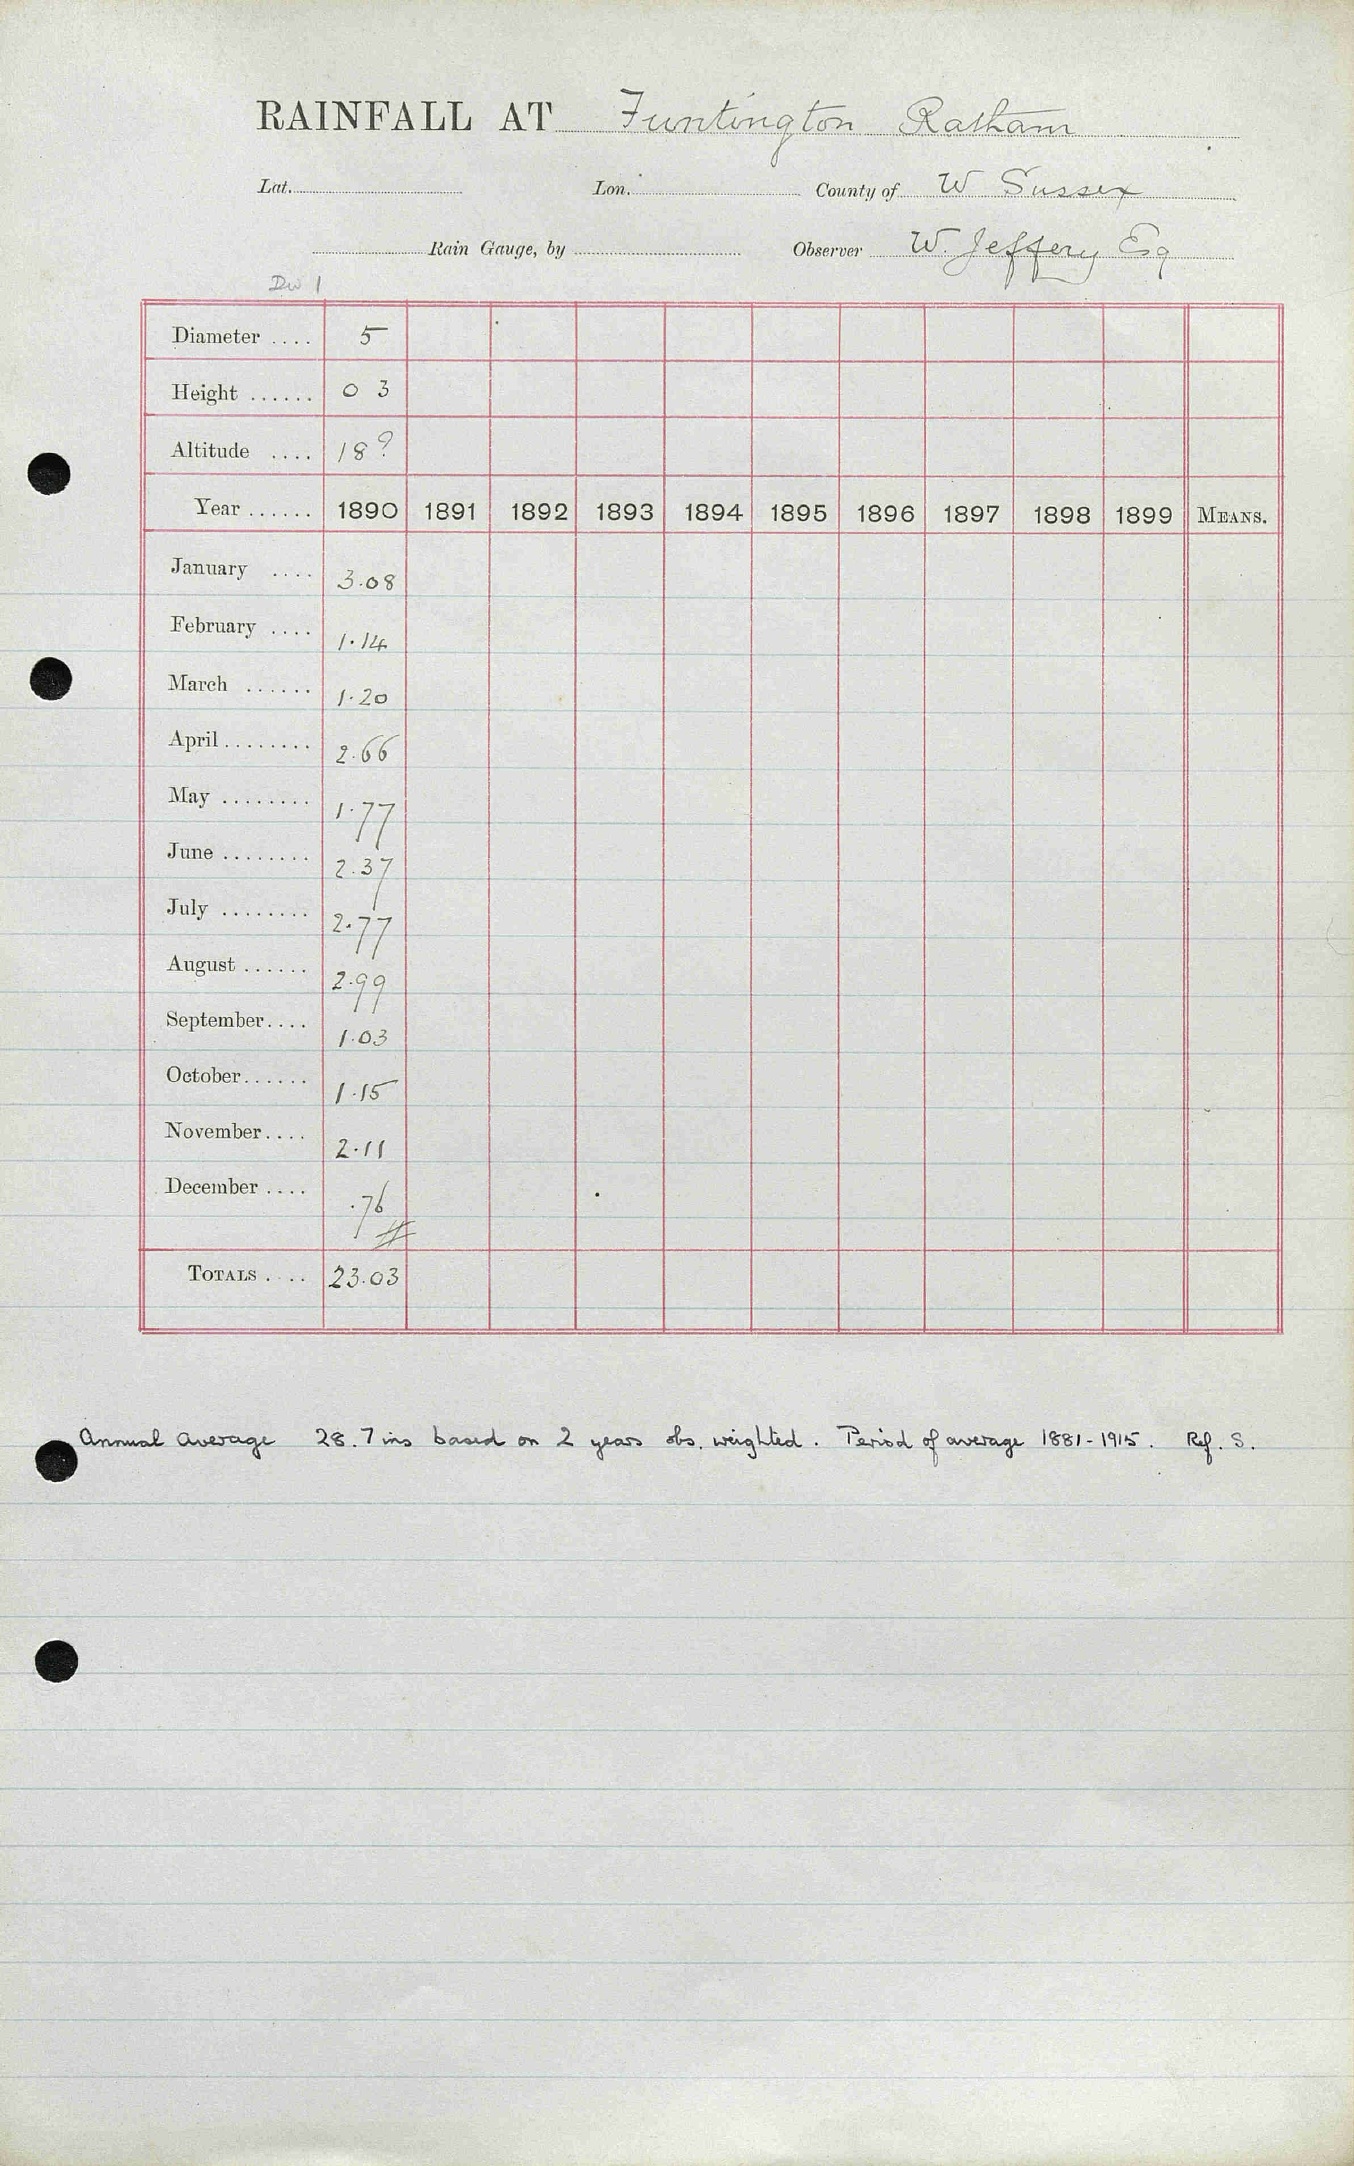 RAINFALL AT Funtington Ratham
Lat. Lon. County of W Sussex
Rain Gauge, by Observer W. Jeffery Esq
Div 1
Diameter .... 5
Height ...... 0 3
Altitude .... 18?
Year ...... 1890 1891 1892 1893 1894 1895 1896 1897 1898 1899 MEANS.
January .... 3.08
February .... 1.14
March ...... 1.20
April ........ 2.66
May ........ 1.77
June ........ 2.37
July ........ 2.77
August ...... 2.99
September .... 1.03
October ...... 1.15
November .... 2.11
December .... .76
TOTALS .... 23.03
Annual Average 28.7 ins based on 2 years obs. weighted. Period of average 1881-1915. Ref. S.